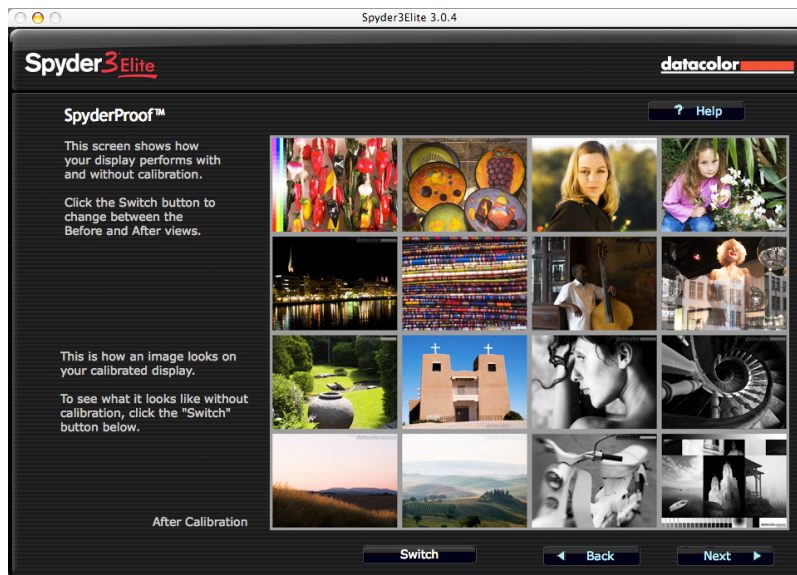 Spyder3Elite 3.0.4
Spyder3Elite
datacolor
SpyderProof™
? Help
This screen shows how
your display performs with
and without calibration.
Click the Switch button to
change between the
Before and After views.
This is how an image looks on
your calibrated display.
To see what it looks like without
calibration, click the "Switch"
button below.
After Calibration
Switch
Back
Next